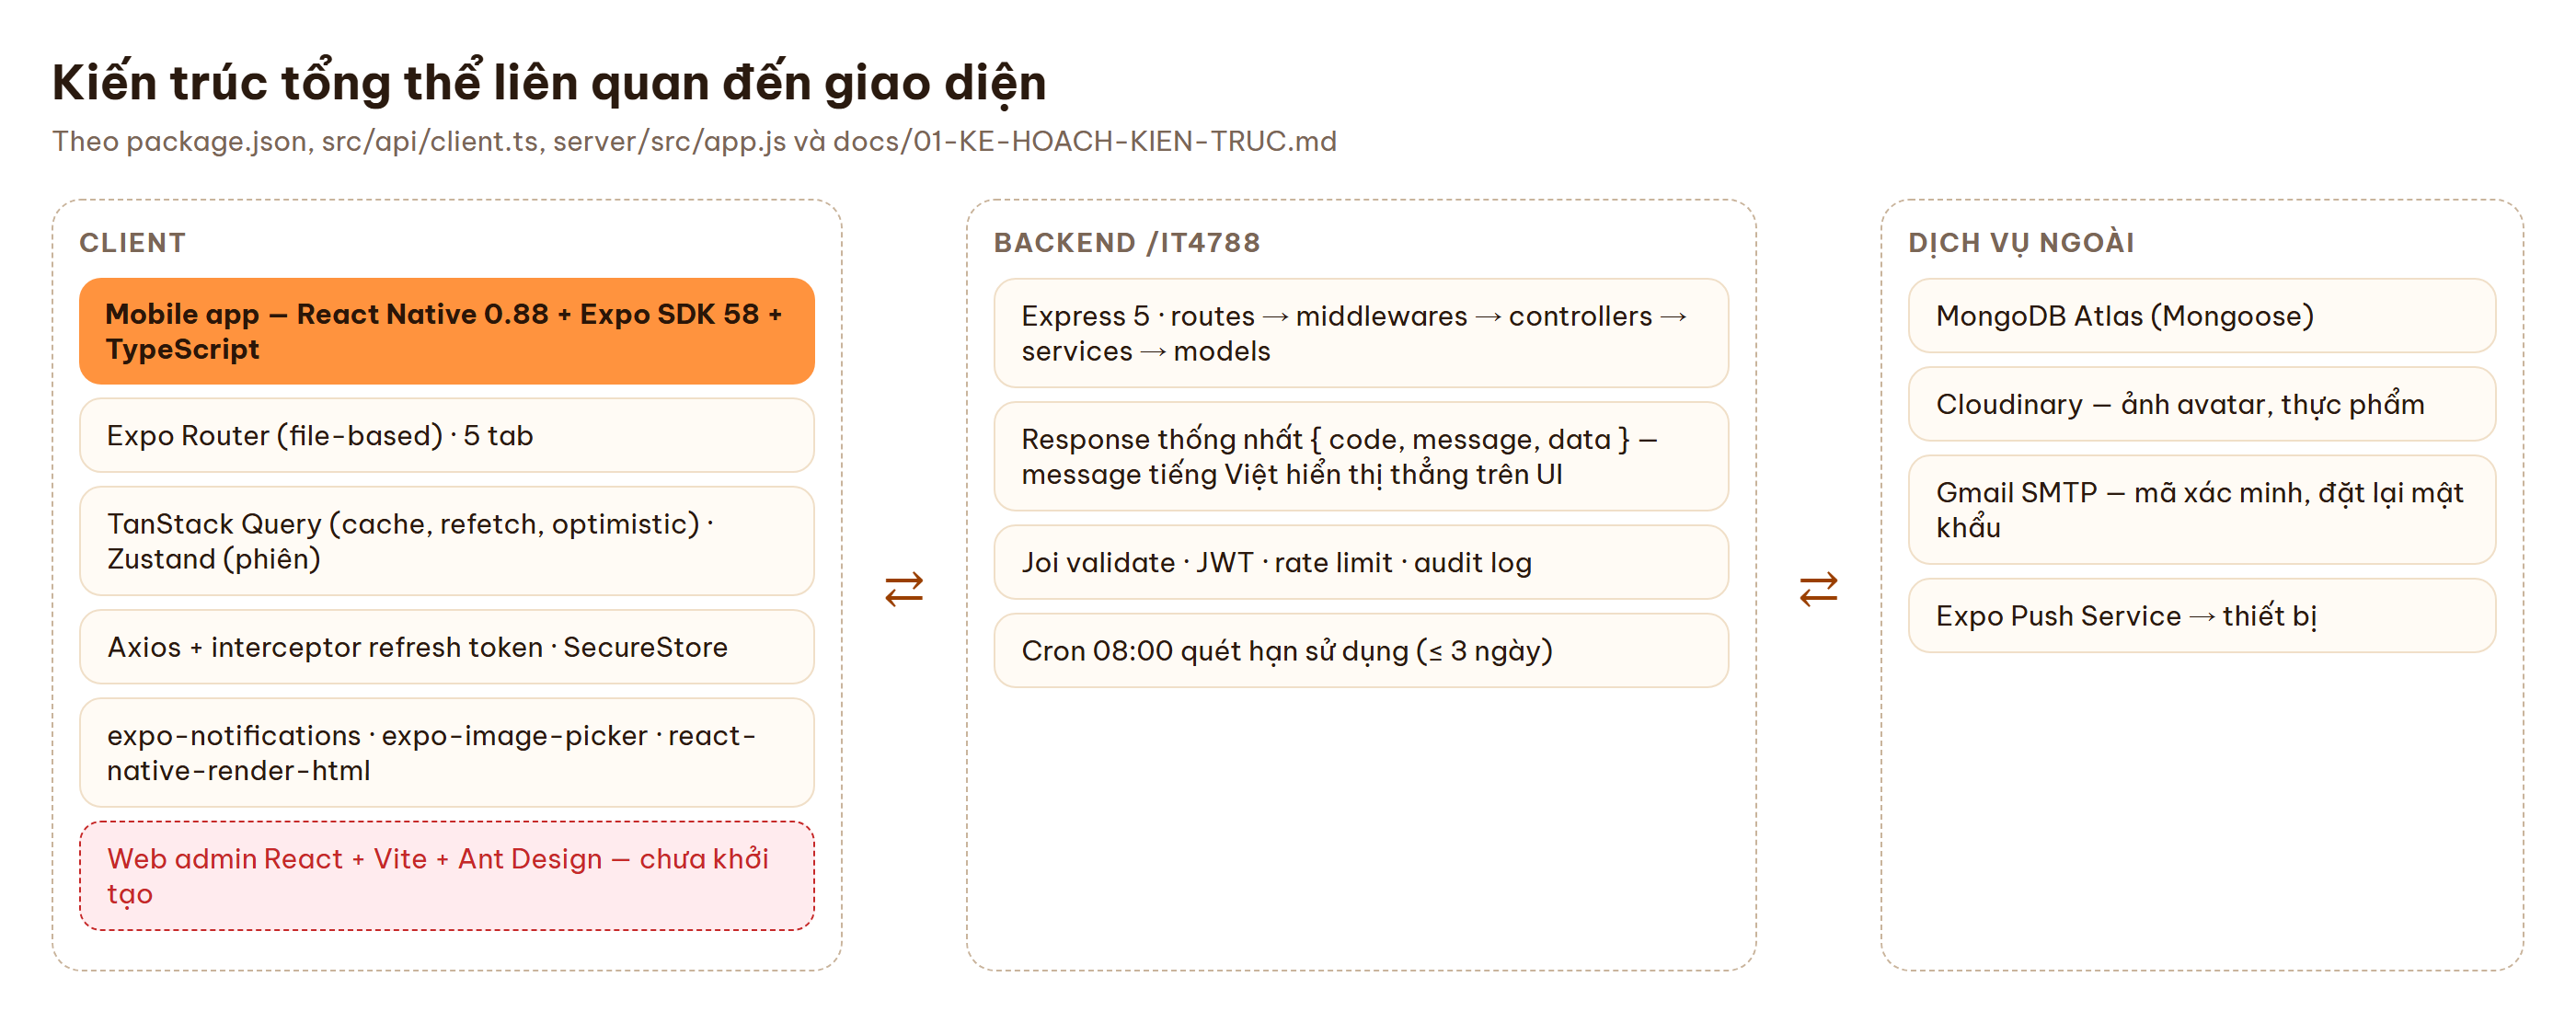 Kiến trúc tổng thể liên quan đến giao diện
Theo package.json, src/api/client.ts, server/src/app.js và docs/01-KE-HOACH-KIEN-TRUC.md
CLIENT
Mobile app — React Native 0.88 + Expo SDK 58 +
TypeScript
Expo Router (file-based) · 5 tab
TanStack Query (cache, refetch, optimistic) ·
Zustand (phiên)
Axios + interceptor refresh token · SecureStore
expo-notifications · expo-image-picker · react-
native-render-html
Web admin React + Vite + Ant Design — chưa khởi
tạo
⇄
BACKEND /IT4788
Express 5 · routes → middlewares → controllers →
services → models
Response thống nhất { code, message, data } —
message tiếng Việt hiển thị thẳng trên UI
Joi validate · JWT · rate limit · audit log
Cron 08:00 quét hạn sử dụng (≤ 3 ngày)
⇄
DỊCH VỤ NGOÀI
MongoDB Atlas (Mongoose)
Cloudinary — ảnh avatar, thực phẩm
Gmail SMTP — mã xác minh, đặt lại mật
khẩu
Expo Push Service → thiết bị